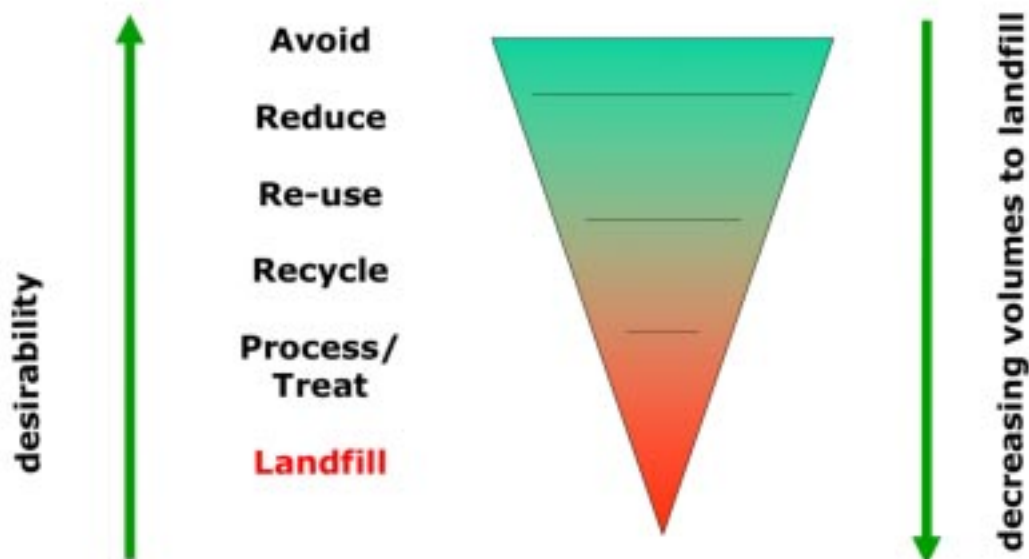 desirability
Avoid
Reduce
Re-use
Recycle
Process/
Treat
Landfill
decreasing volumes to landfill